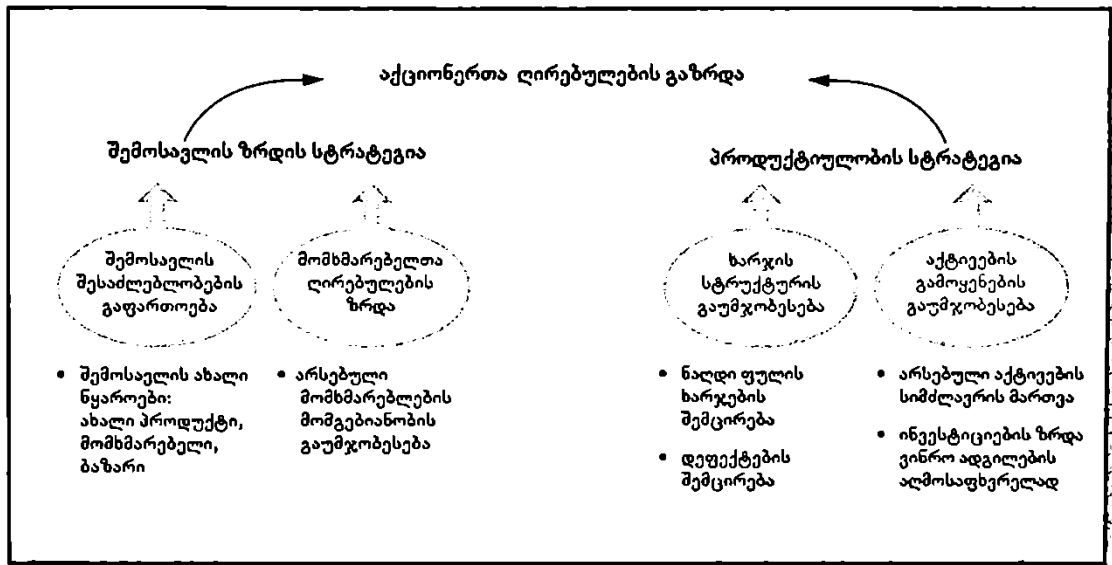 აქციონერთა ღირებულების გაზრდა
შემოსავლის ზრდის სტრატეგია
პროდუქტიულობის სტრატეგია
შემოსავლის
შესაძლებლობების
გაფართოება
მომხმარებელთა
ღირებულების
ზრდა
ხარჯის
სტრუქტურის
გაუმჯობესება
აქტივების
გამოყენების
გაუმჯობესება
• შემოსავლის ახალი
წყაროები:
ახალი პროდუქტი,
მომხმარებელი,
ბაზარი
• არსებული
მომხმარებლების
მომგებიანობის
გაუმჯობესება
• ნაღდი ფულის
ხარჯების
შემცირება
• დეფექტების
შემცირება
• არსებული აქტივების
სიმძლავრის მართვა
• ინვესტიციების ზრდა
ვიწრო ადგილების
აღმოსაფხვრელად